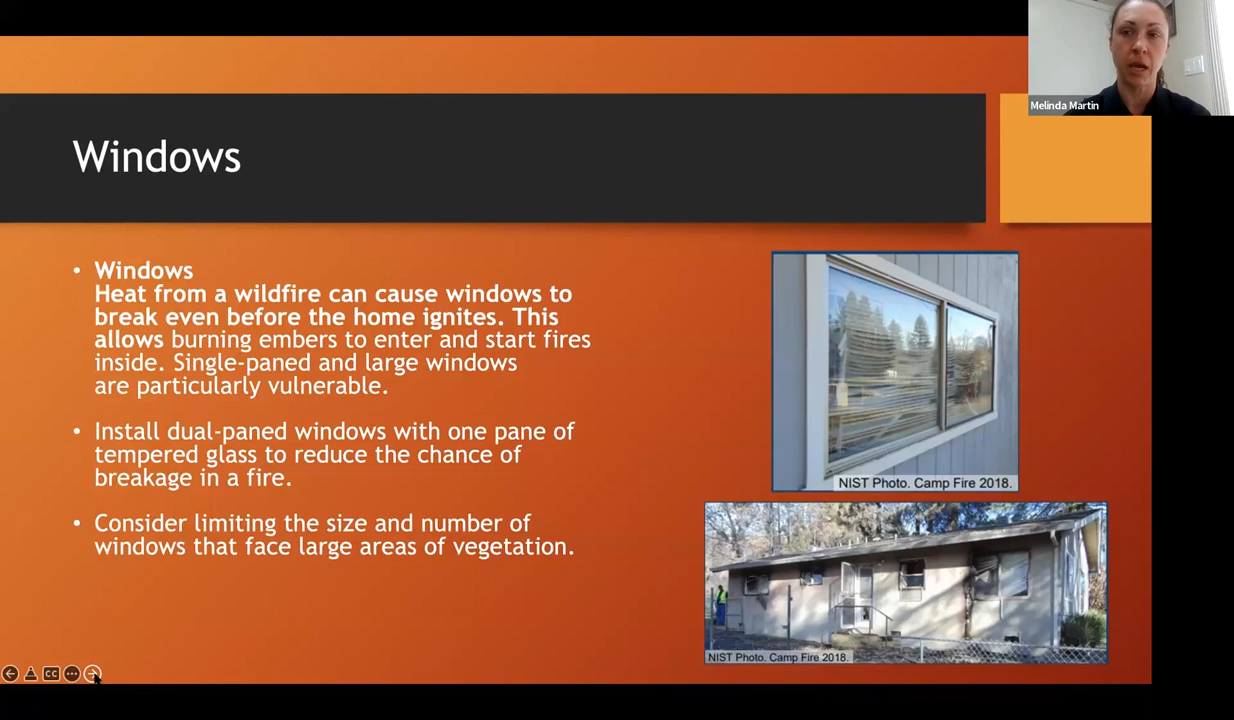 Melinda Martin
Windows
• Windows
Heat from a wildfire can cause windows to
break even before the home ignites. This
allows burning embers to enter and start fires
inside. Single-paned and large windows
are particularly vulnerable.
• Install dual-paned windows with one pane of
tempered glass to reduce the chance of
breakage in a fire.
• Consider limiting the size and number of
windows that face large areas of vegetation.
NIST Photo. Camp Fire 2018.
NIST Photo. Camp Fire 2018.
CC